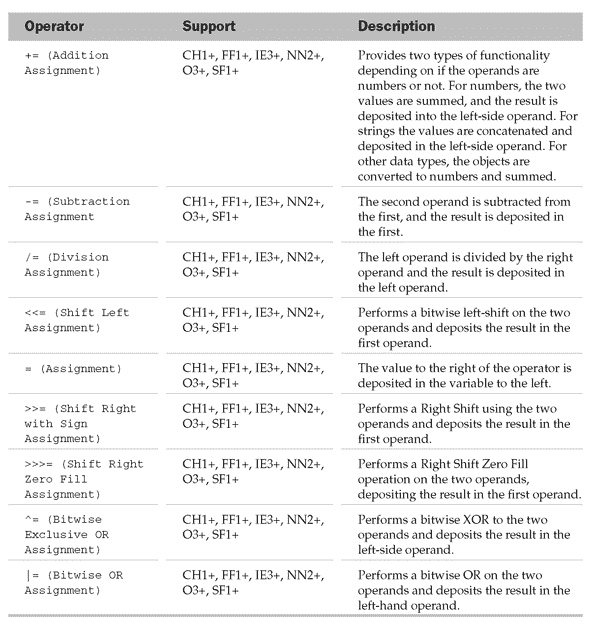 Operator Support Description
+= (Addition CH1+, FF1+, IE3+, NN2+, Provides two types of functionality
Assignment) O3+, SF1+ depending on if the operands are
numbers or not. For numbers, the two
values are summed, and the result is
deposited into the left-side operand. For
strings the values are concatenated and
deposited in the left-side operand. For
other data types, the objects are
converted to numbers and summed.
-= (Subtraction CH1+, FF1+, IE3+, NN2+, The second operand is subtracted from
Assignment O3+, SF1+ the first, and the result is deposited in
the first.
/= (Division CH1+, FF1+, IE3+, NN2+, The left operand is divided by the right
Assignment) O3+, SF1+ operand and the result is deposited in
the left operand.
<<= (Shift Left CH1+, FF1+, IE3+, NN2+, Performs a bitwise left-shift on the two
Assignment) O3+, SF1+ operands and deposits the result in the
first operand.
= (Assignment) CH1+, FF1+, IE3+, NN2+, The value to the right of the operator is
O3+, SF1+ deposited in the variable to the left.
>>= (Shift Right CH1+, FF1+, IE3+, NN2+, Performs a Right Shift using the two
with Sign O3+, SF1+ operands and deposits the result in the
Assignment) first operand.
>>>= (Shift Right CH1+, FF1+, IE3+, NN2+, Performs a Right Shift Zero Fill
Zero Fill O3+, SF1+ operation on the two operands,
Assignment) depositing the result in the first operand.
^= (Bitwise CH1+, FF1+, IE3+, NN2+, Performs a bitwise XOR to the two
Exclusive OR O3+, SF1+ operands and deposits the result in the
Assignment) left-side operand.
|= (Bitwise OR CH1+, FF1+, IE3+, NN2+, Performs a bitwise OR on the two
Assignment) O3+, SF1+ operands and deposits the result in the
left-hand operand.